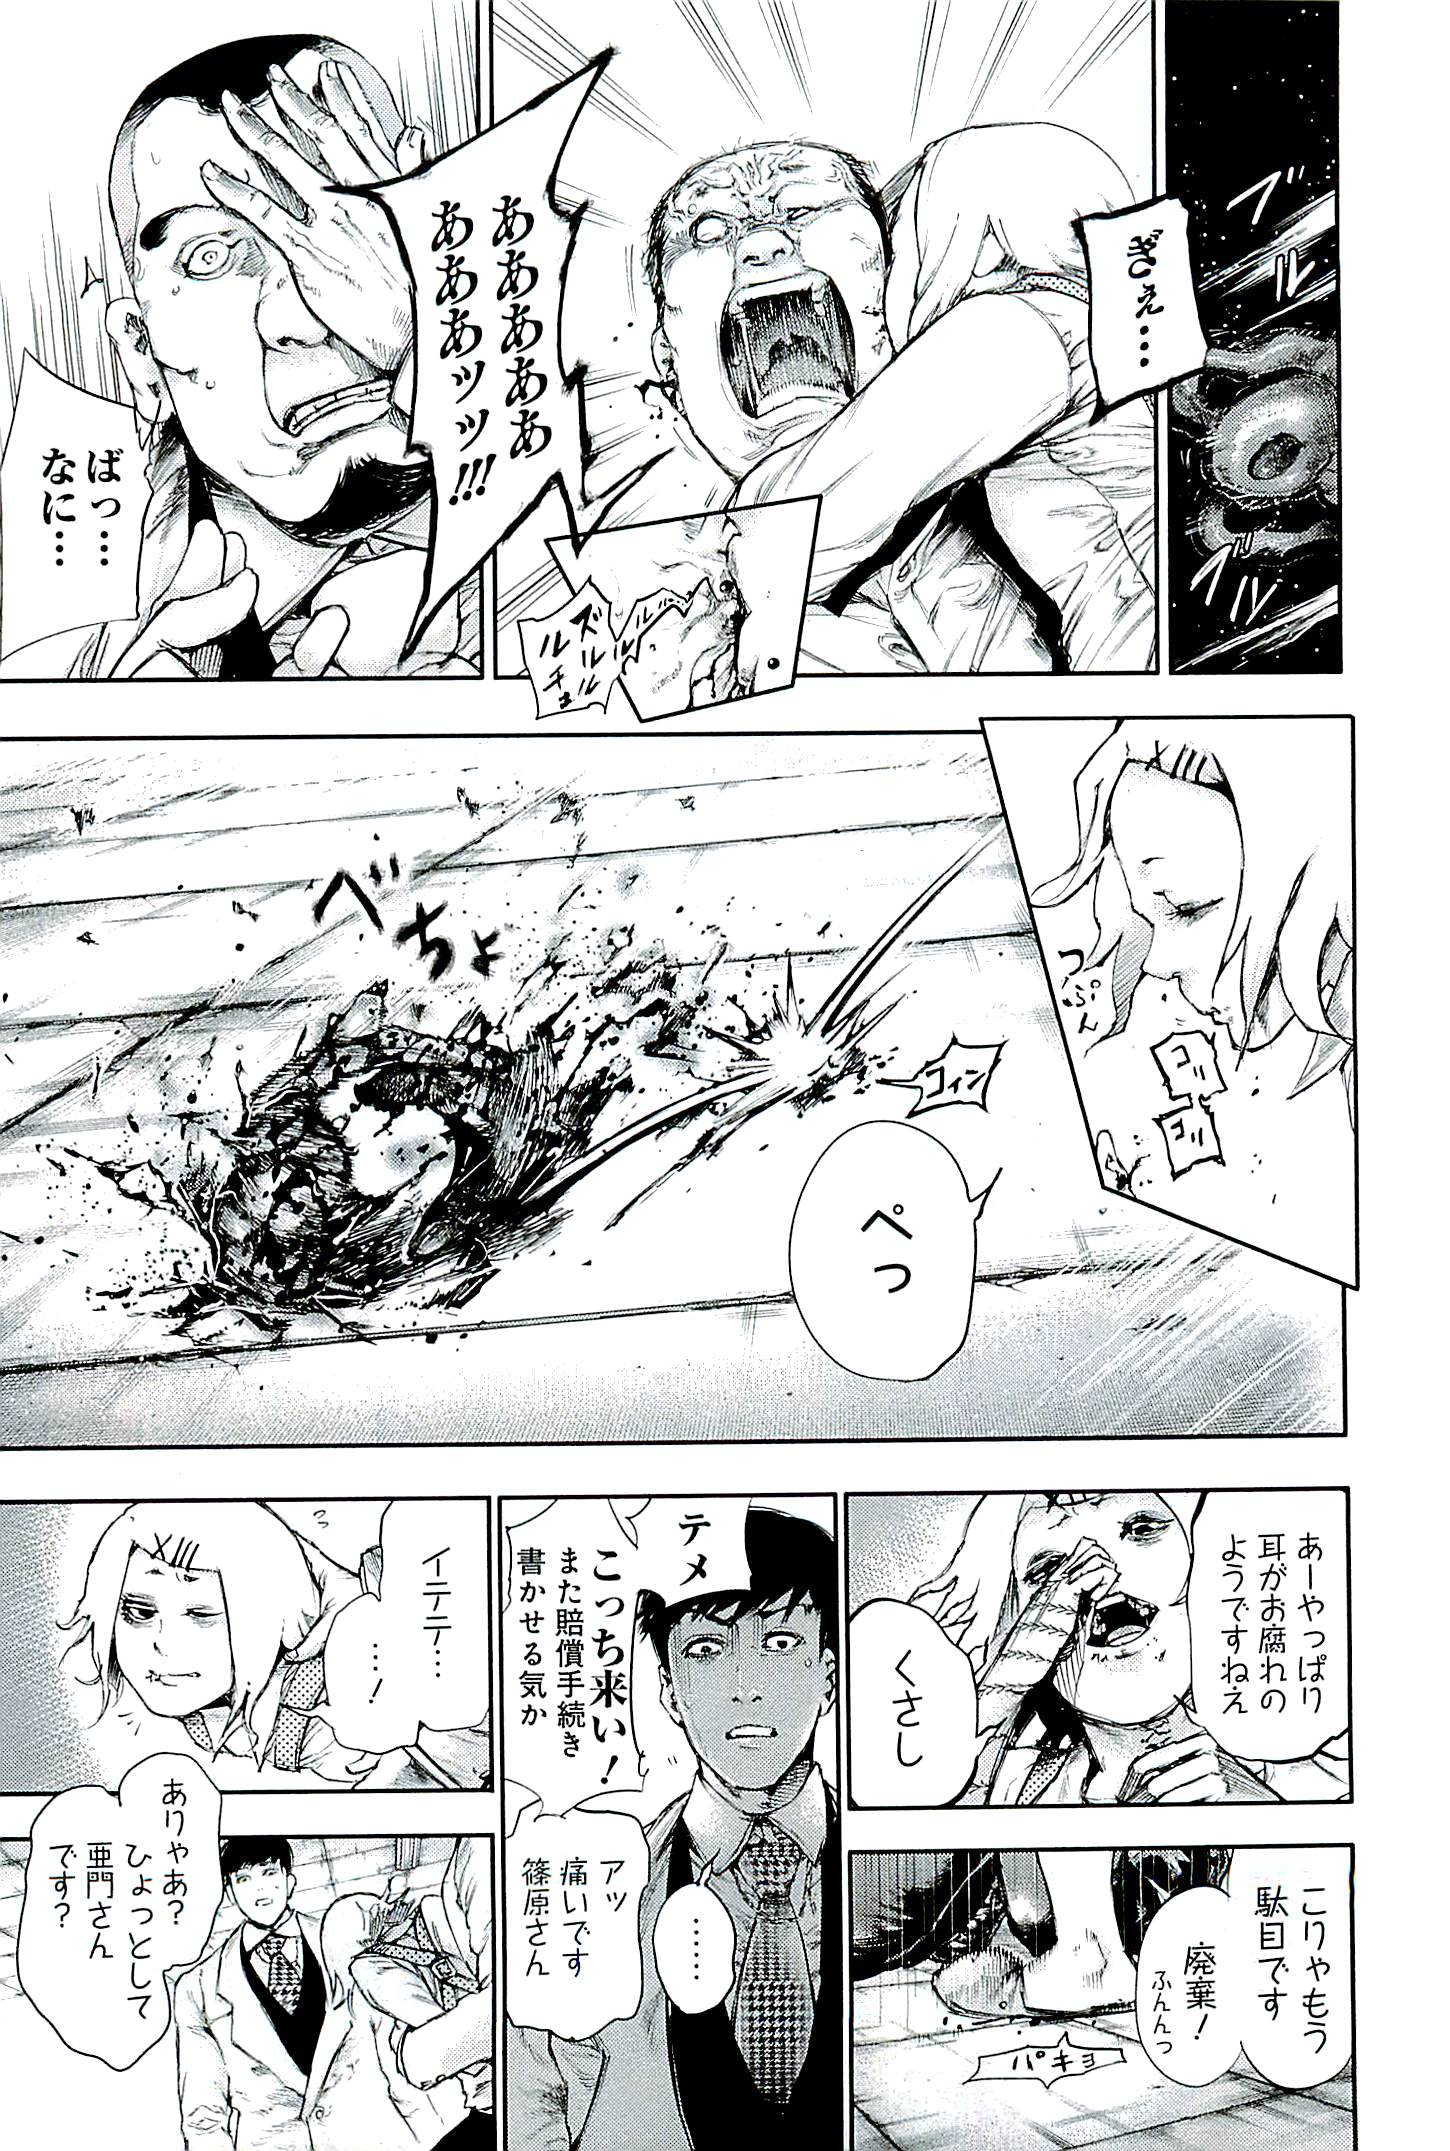 ブル
ブルル
ぎぇ…
ああああああ
あああッッ!!!
ズルルルル
ルチュ
ばっ…
なに…
つぷん
コリ
コリ
コィン
ぺっ
べちょ
あーやっぱり
耳がお腐れの
ようですねえ
くさし
こりゃもう
駄目です
廃棄!
ふんんっ
パキョ
テメ
こっち来い!
また賠償手続き
書かせる気か
アッ
痛いです
篠原さん
……
イテテ…
…!
ありゃあ?
ひょっとして
亜門さん
です?